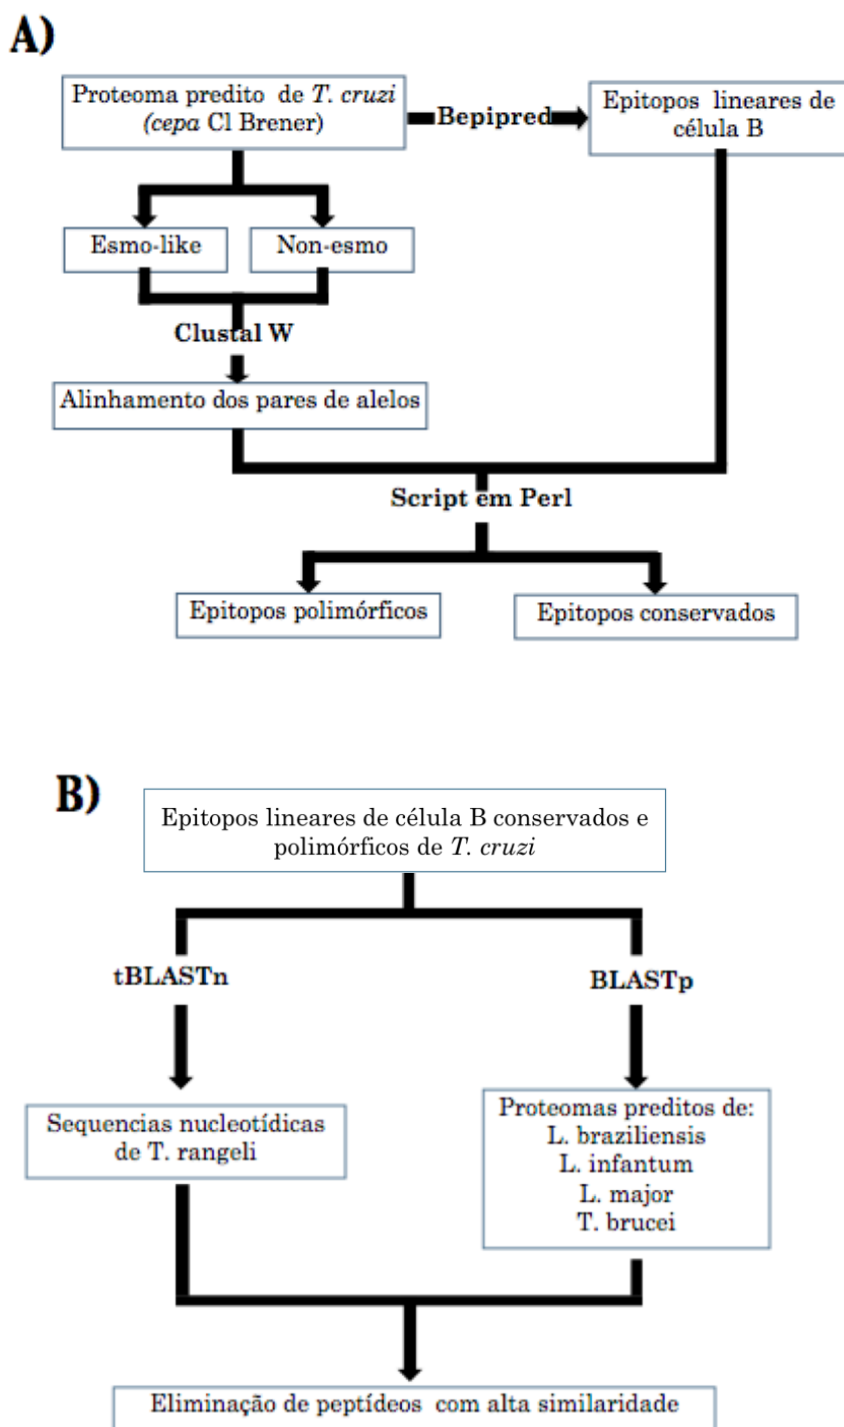 A)
Proteoma predito de T. cruzi
(cepa Cl Brener)
Bepipred
Epitopos lineares de
célula B
Esmo-like
Non-esmo
Clustal W
Alinhamento dos pares de alelos
Script em Perl
Epitopos polimórficos
Epitopos conservados
B)
Epitopos lineares de célula B conservados e
polimórficos de T. cruzi
tBLASTn
BLASTp
Sequencias nucleotídicas
de T. rangeli
Proteomas preditos de:
L. braziliensis
L. infantum
L. major
T. brucei
Eliminação de peptídeos com alta similaridade